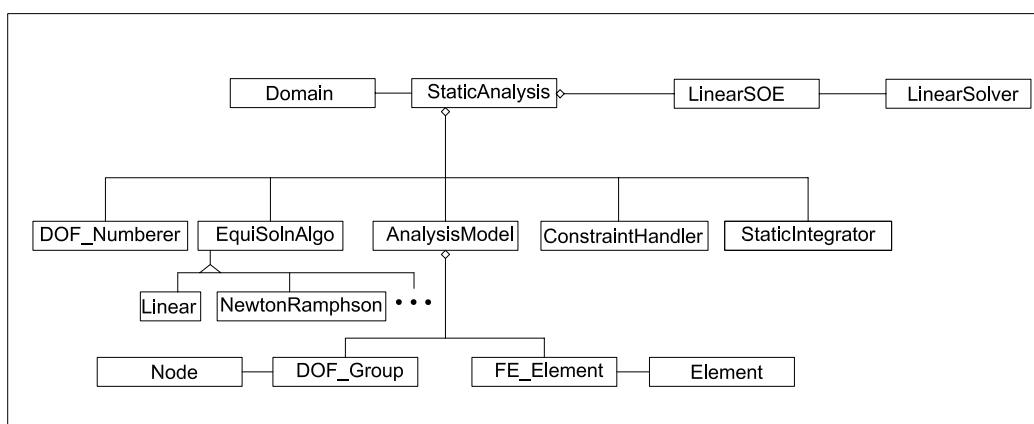 Domain
StaticAnalysis
LinearSOE
LinearSolver
DOF_Numberer
EquiSolnAlgo
AnalysisModel
ConstraintHandler
StaticIntegrator
Linear
NewtonRamphson
•••
Node
DOF_Group
FE_Element
Element